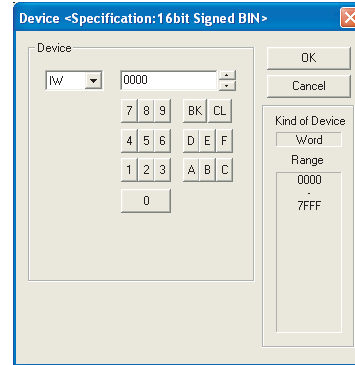 Device <Specification:16bit Signed BIN>
Device
IW 0000
7 8 9 BK CL
4 5 6 D E F
1 2 3 A B C
0
OK
Cancel
Kind of Device
Word
Range
0000
-
7FFF